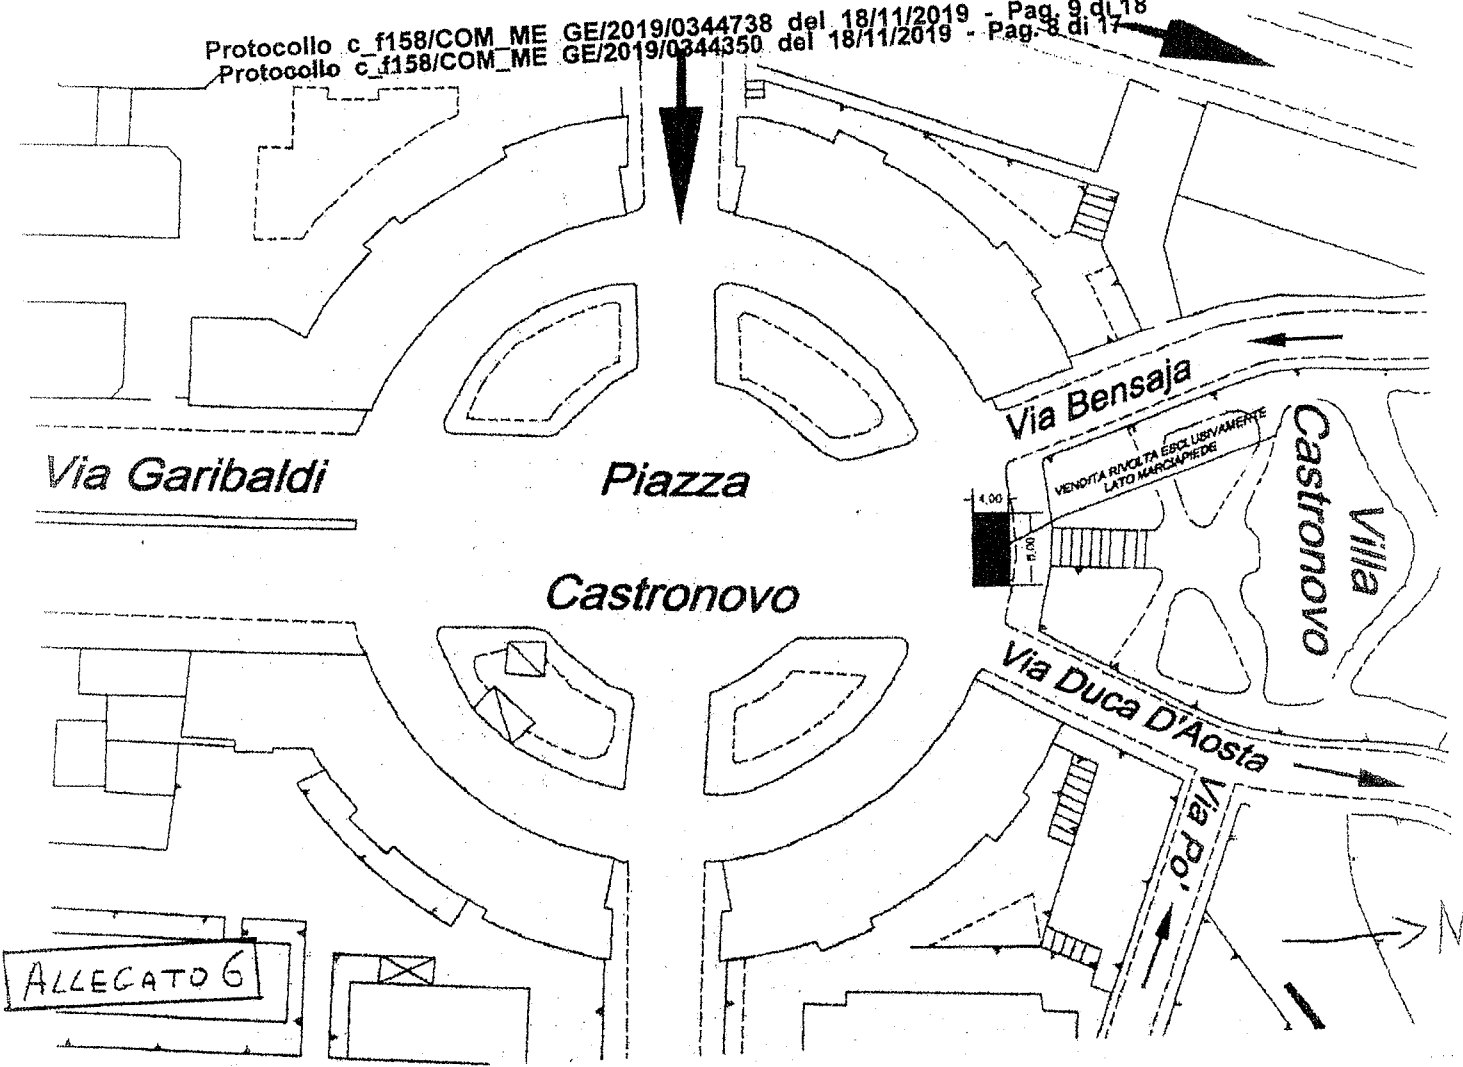 Protocollo c_f158/COM_ME GE/2019/0344738 del 18/11/2019 - Pag. 9 di 18
Protocollo c_f158/COM_ME GE/2019/0344350 del 18/11/2019 - Pag. 8 di 17
Via Bensaja
VENDITA RIVOLTA ESCLUSIVAMENTE
LATO MARCIAPIEDE
Villa
Castronovo
Via Garibaldi
Piazza
Castronovo
4,00
Via Duca D'Aosta
Via Po'
N
ALLEGATO 6